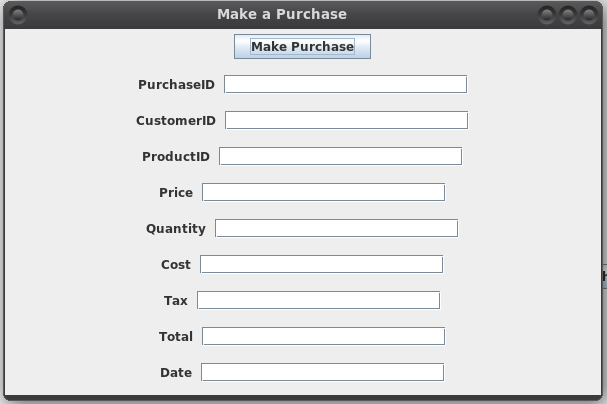 Make a Purchase
Make Purchase
PurchaseID
CustomerID
ProductID
Price
Quantity
Cost
Tax
Total
Date